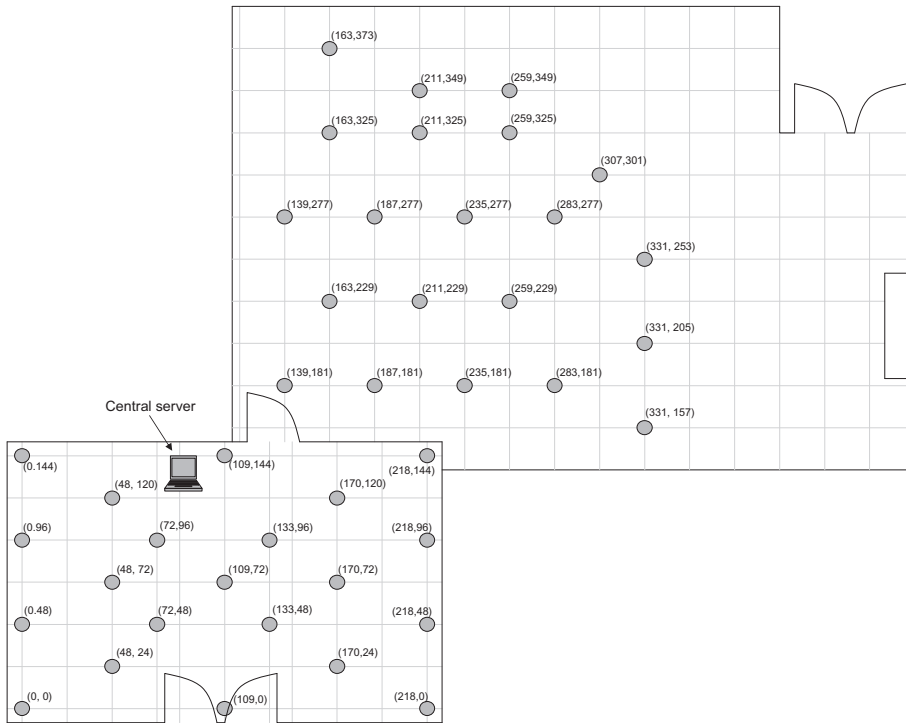 (163,373)
(211,349) (259,349)
(163,325) (211,325) (259,325)
(307,301)
(139,277) (187,277) (235,277) (283,277)
(331, 253)
(163,229) (211,229) (259,229)
(331, 205)
(139,181) (187,181) (235,181) (283,181)
(331, 157)
Central server
(0.144) (109,144) (218,144)
(48, 120) (170,120)
(0.96) (72,96) (133,96) (218,96)
(48, 72) (109,72) (170,72)
(0.48) (72,48) (133,48) (218,48)
(48, 24) (170,24)
(0, 0) (109,0) (218,0)